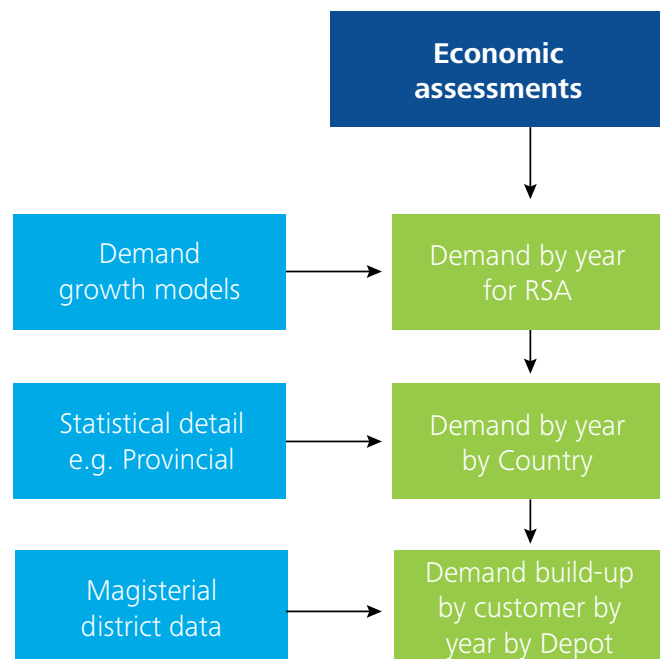 Economic
assessments
Demand
growth models
Demand by year
for RSA
Statistical detail
e.g. Provincial
Demand by year
by Country
Magisterial
district data
Demand build-up
by customer by
year by Depot